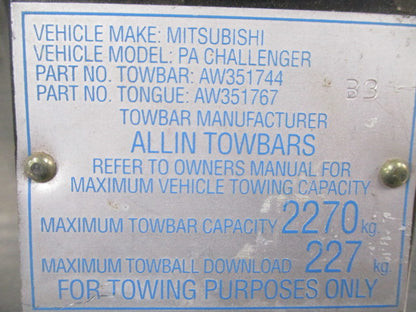 VEHICLE MAKE: MITSUBISHI
VEHICLE MODEL: PA CHALLENGER
PART NO. TOWBAR: AW351744
PART NO. TONGUE: AW351767
33
TOWBAR MANUFACTURER
ALLIN TOWBARS
REFER TO OWNERS MANUAL FOR
MAXIMUM VEHICLE TOWING CAPACITY
MAXIMUM TOWBAR CAPACITY 2270 kg.
MAXIMUM TOWBALL DOWNLOAD 227 kg
FOR TOWING PURPOSES ONLY